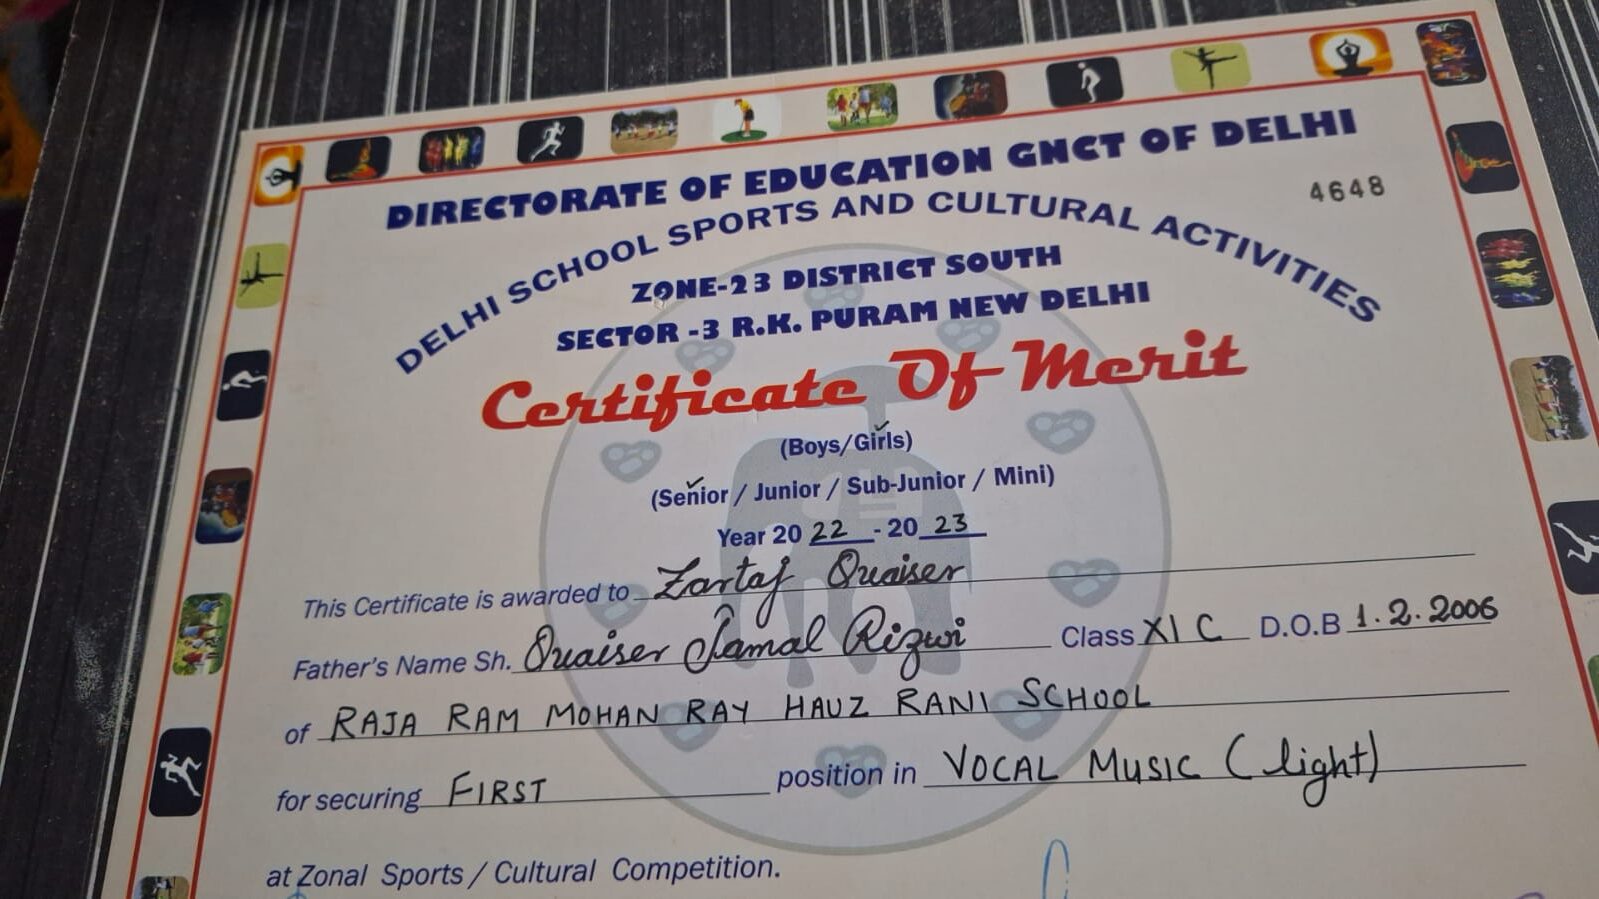 DIRECTORATE OF EDUCATION GNCT OF DELHI
4648
DELHI SCHOOL SPORTS AND CULTURAL ACTIVITIES
ZONE-23 DISTRICT SOUTH
SECTOR -3 R.K. PURAM NEW DELHI
Certificate Of Merit
(Boys/Girls)
(Senior / Junior / Sub-Junior / Mini)
Year 20 22 - 20 23
This Certificate is awarded to Zartaj Quaiser
Father's Name Sh. Quaiser Jamal Rizwi Class XI C D.O.B 1.2.2006
of RAJA RAM MOHAN RAY HAUZ RANI SCHOOL
for securing FIRST position in VOCAL MUSIC (light)
at Zonal Sports / Cultural Competition.